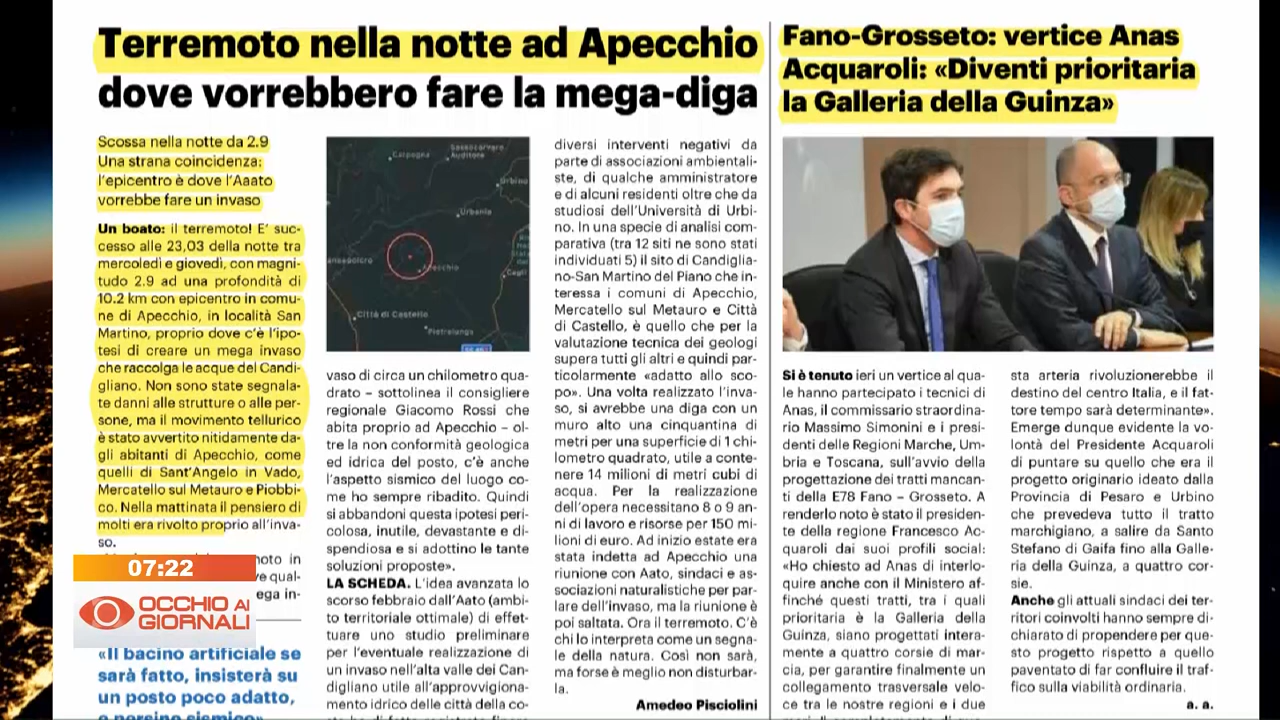 Terremoto nella notte ad Apecchio
dove vorrebbero fare la mega-diga
Scossa nella notte da 2.9
Una strana coincidenza:
l'epicentro è dove l'Aaato
vorrebbe fare un invaso
Un boato: il terremoto! E' suc-
cesso alle 23,03 della notte tra
mercoledì e giovedì, con magni-
tudo 2.9 ad una profondità di
10.2 km con epicentro in comu-
ne di Apecchio, in località San
Martino, proprio dove c'è l'ipo-
tesi di creare un mega invaso
che raccolga le acque del Candi-
gliano. Non sono state segnala-
te danni alle strutture o alle per-
sone, ma il movimento tellurico
è stato avvertito nitidamente da-
gli abitanti di Apecchio, come
quelli di Sant'Angelo in Vado,
Mercatello sul Metauro e Piobbi-
co. Nella mattinata il pensiero di
molti era rivolto proprio all'inva-
so.
07:22
OCCHIO AI
GIORNALI
«Il bacino artificiale se
sarà fatto, insisterà su
un posto poco adatto,
e persino sismico»
Carpegna
Sassocorvaro
Auditore
Urbino
Urbania
Apecchio
Cagli
Città di Castello
Pietralunga
vaso di circa un chilometro qua-
drato – sottolinea il consigliere
regionale Giacomo Rossi che
abita proprio ad Apecchio – ol-
tre la non conformità geologica
ed idrica del posto, c'è anche
l'aspetto sismico del luogo co-
me ho sempre ribadito. Quindi
si abbandoni questa ipotesi peri-
colosa, inutile, devastante e di-
spendiosa e si adottino le tante
soluzioni proposte».
LA SCHEDA. L'idea avanzata lo
scorso febbraio dall'Aato (ambi-
to territoriale ottimale) di effet-
tuare uno studio preliminare
per l'eventuale realizzazione di
un invaso nell'alta valle dei Can-
digliano utile all'approvvigiona-
mento idrico delle città della co-
diversi interventi negativi da
parte di associazioni ambientali-
ste, di qualche amministratore
e di alcuni residenti oltre che da
studiosi dell'Università di Urbi-
no. In una specie di analisi com-
parativa (tra 12 siti ne sono stati
individuati 5) il sito di Candiglia-
no-San Martino del Piano che in-
teressa i comuni di Apecchio,
Mercatello sul Metauro e Città
di Castello, è quello che per la
valutazione tecnica dei geologi
supera tutti gli altri e quindi par-
ticolarmente «adatto allo sco-
po». Una volta realizzato l'inva-
so, si avrebbe una diga con un
muro alto una cinquantina di
metri per una superficie di 1 chi-
lometro quadrato, utile a conte-
nere 14 milioni di metri cubi di
acqua. Per la realizzazione
dell'opera necessitano 8 o 9 an-
ni di lavoro e risorse per 150 mi-
lioni di euro. Ad inizio estate era
stata indetta ad Apecchio una
riunione con Aato, sindaci e as-
sociazioni naturalistiche per par-
lare dell'invaso, ma la riunione è
poi saltata. Ora il terremoto. C'è
chi lo interpreta come un segna-
le della natura. Così non sarà,
ma forse è meglio non disturbar-
la.
Amedeo Pisciolini
Fano-Grosseto: vertice Anas
Acquaroli: «Diventi prioritaria
la Galleria della Guinza»
Si è tenuto ieri un vertice al qua-
le hanno partecipato i tecnici di
Anas, il commissario straordina-
rio Massimo Simonini e i presi-
denti delle Regioni Marche, Um-
bria e Toscana, sull'avvio della
progettazione dei tratti mancan-
ti della E78 Fano – Grosseto. A
renderlo noto è stato il presiden-
te della regione Francesco Ac-
quaroli dai suoi profili social:
«Ho chiesto ad Anas di interlo-
quire anche con il Ministero af-
finché questi tratti, tra i quali
prioritaria è la Galleria della
Guinza, siano progettati intera-
mente a quattro corsie di mar-
cia, per garantire finalmente un
collegamento trasversale velo-
ce tra le nostre regioni e i due
sta arteria rivoluzionerebbe il
destino del centro Italia, e il fat-
tore tempo sarà determinante».
Emerge dunque evidente la vo-
lontà del Presidente Acquaroli
di puntare su quello che era il
progetto originario ideato dalla
Provincia di Pesaro e Urbino
che prevedeva tutto il tratto
marchigiano, a salire da Santo
Stefano di Gaifa fino alla Galle-
ria della Guinza, a quattro cor-
sie.
Anche gli attuali sindaci dei ter-
ritori coinvolti hanno sempre di-
chiarato di propendere per que-
sto progetto rispetto a quello
paventato di far confluire il traf-
fico sulla viabilità ordinaria.
a. a.